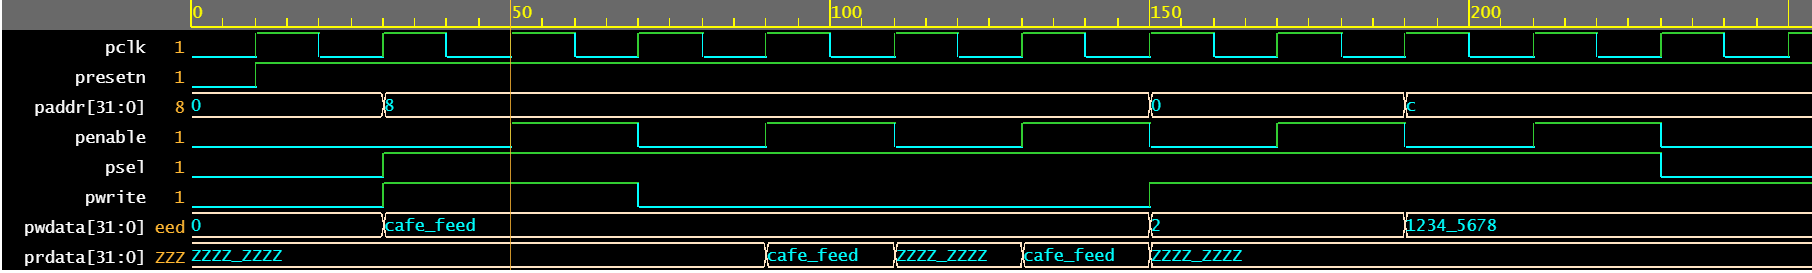 0 50 100 150 200
pclk 1
presetn 1
paddr[31:0] 8 0 8 0 c
penable 1
psel 1
pwrite 1
pwdata[31:0] eed 0 cafe_feed 2 1234_5678
prdata[31:0] ZZZ ZZZZ_ZZZZ cafe_feed ZZZZ_ZZZZ cafe_feed ZZZZ_ZZZZ